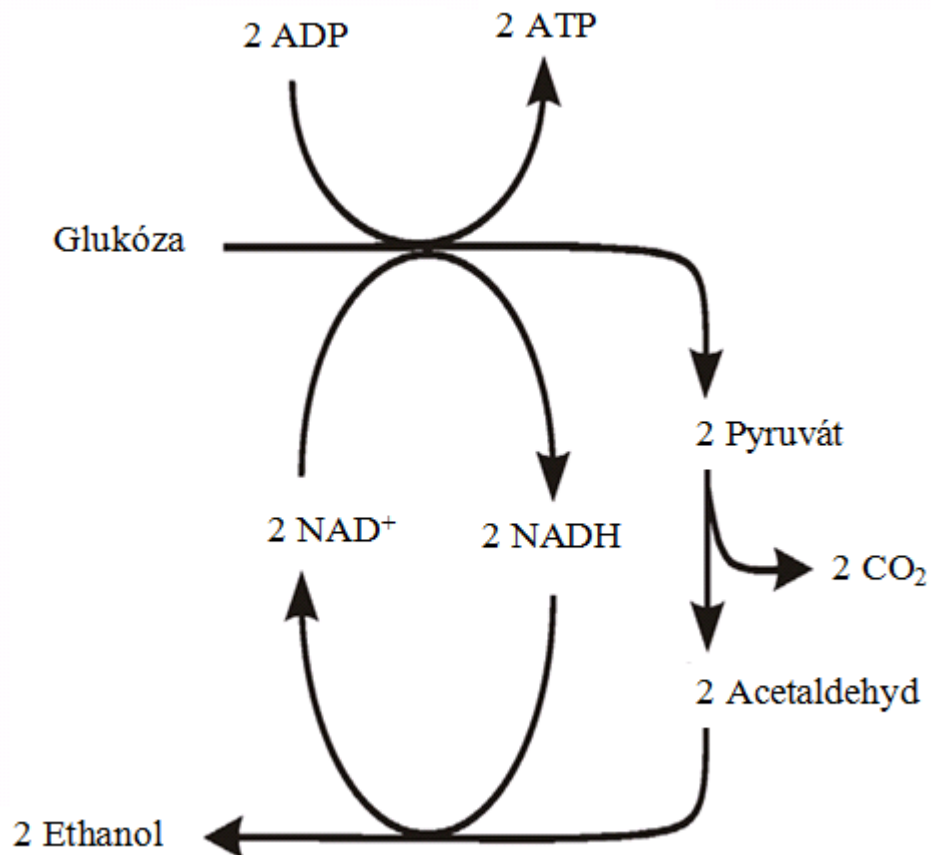 2 ADP
2 ATP
Glukóza
2 Pyruvát
2 NAD⁺
2 NADH
2 CO₂
2 Acetaldehyd
2 Ethanol